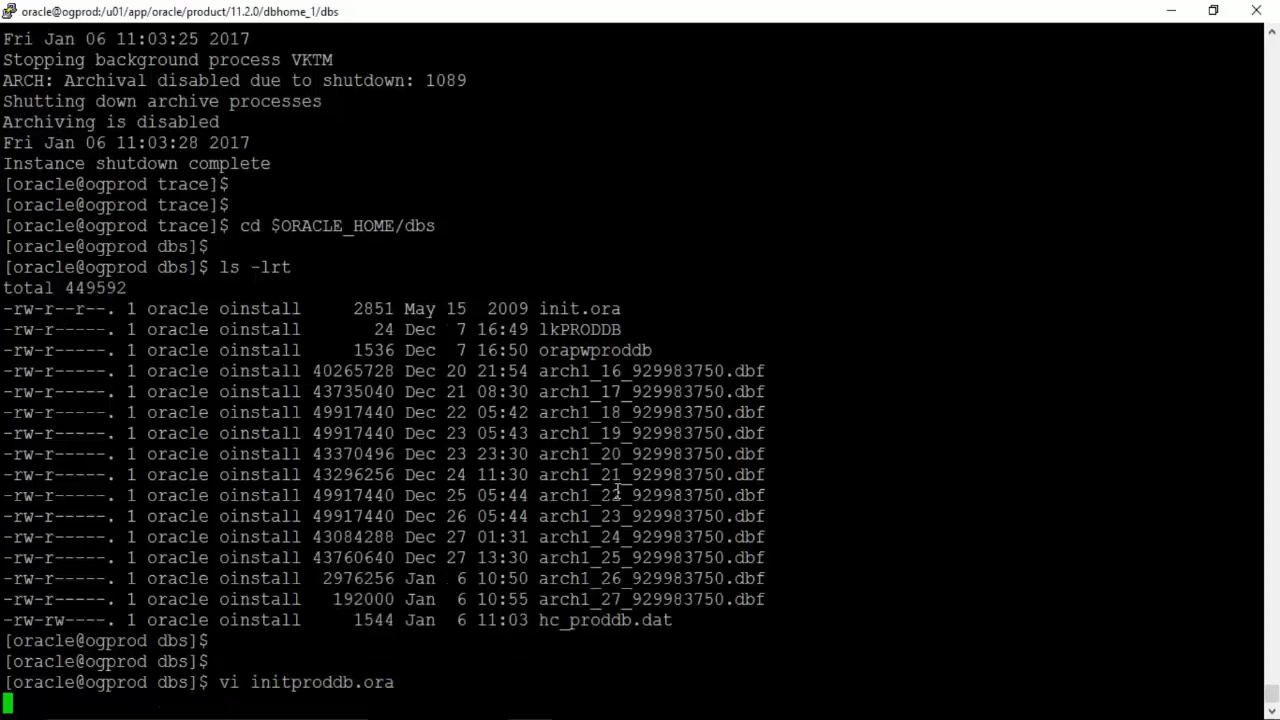 oracle@ogprod:/u01/app/oracle/product/11.2.0/dbhome_1/dbs
Fri Jan 06 11:03:25 2017
Stopping background process VKTM
ARCH: Archival disabled due to shutdown: 1089
Shutting down archive processes
Archiving is disabled
Fri Jan 06 11:03:28 2017
Instance shutdown complete
[oracle@ogprod trace]$
[oracle@ogprod trace]$
[oracle@ogprod trace]$ cd $ORACLE_HOME/dbs
[oracle@ogprod dbs]$
[oracle@ogprod dbs]$ ls -lrt
total 449592
-rw-r--r--. 1 oracle oinstall     2851 May 15  2009 init.ora
-rw-r-----. 1 oracle oinstall       24 Dec  7 16:49 lkPRODDB
-rw-r-----. 1 oracle oinstall     1536 Dec  7 16:50 orapwproddb
-rw-r-----. 1 oracle oinstall 40265728 Dec 20 21:54 arch1_16_929983750.dbf
-rw-r-----. 1 oracle oinstall 43735040 Dec 21 08:30 arch1_17_929983750.dbf
-rw-r-----. 1 oracle oinstall 49917440 Dec 22 05:42 arch1_18_929983750.dbf
-rw-r-----. 1 oracle oinstall 49917440 Dec 23 05:43 arch1_19_929983750.dbf
-rw-r-----. 1 oracle oinstall 43370496 Dec 23 23:30 arch1_20_929983750.dbf
-rw-r-----. 1 oracle oinstall 43296256 Dec 24 11:30 arch1_21_929983750.dbf
-rw-r-----. 1 oracle oinstall 49917440 Dec 25 05:44 arch1_22_929983750.dbf
-rw-r-----. 1 oracle oinstall 49917440 Dec 26 05:44 arch1_23_929983750.dbf
-rw-r-----. 1 oracle oinstall 43084288 Dec 27 01:31 arch1_24_929983750.dbf
-rw-r-----. 1 oracle oinstall 43760640 Dec 27 13:30 arch1_25_929983750.dbf
-rw-r-----. 1 oracle oinstall  2976256 Jan  6 10:50 arch1_26_929983750.dbf
-rw-r-----. 1 oracle oinstall   192000 Jan  6 10:55 arch1_27_929983750.dbf
-rw-rw----. 1 oracle oinstall     1544 Jan  6 11:03 hc_proddb.dat
[oracle@ogprod dbs]$
[oracle@ogprod dbs]$
[oracle@ogprod dbs]$ vi initproddb.ora